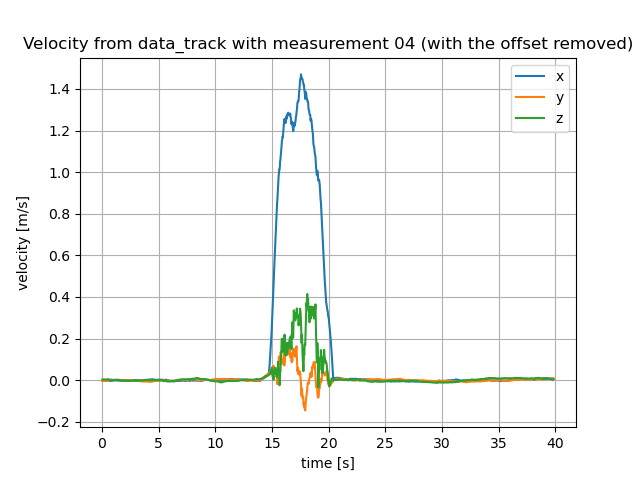 Velocity from data_track with measurement 04 (with the offset removed)
x
y
z
velocity [m/s]
1.4
1.2
1.0
0.8
0.6
0.4
0.2
0.0
−0.2
0 5 10 15 20 25 30 35 40
time [s]